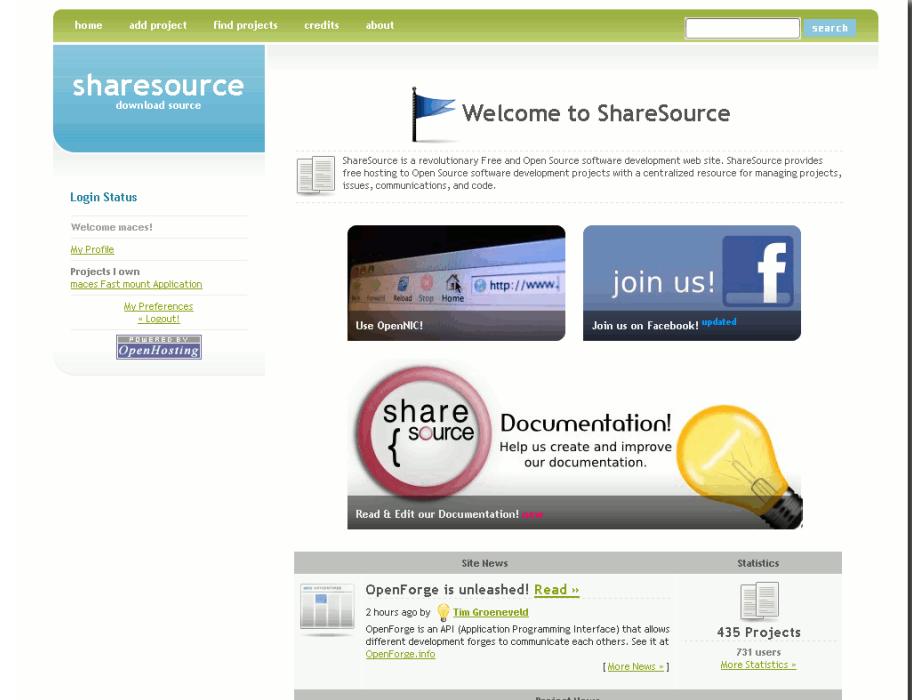 home add project find projects credits about search
sharesource
download source
Login Status
Welcome maces!
My Profile
Projects I own
maces Fast mount Application
My Preferences
« Logout!
POWERED BY
OpenHosting
Welcome to ShareSource
ShareSource is a revolutionary Free and Open Source software development web site. ShareSource provides
free hosting to Open Source software development projects with a centralized resource for managing projects,
issues, communications, and code.
Reload Stop Home http://www.
Use OpenNIC!
join us! f
Join us on Facebook! updated
share
{ source
Documentation!
Help us create and improve
our documentation.
Read & Edit our Documentation! new
Site News
OpenForge is unleashed! Read »
2 hours ago by Tim Groeneveld
OpenForge is an API (Application Programming Interface) that allows
different development forges to communicate each others. See it at
OpenForge.info
[ More News » ]
Statistics
435 Projects
731 users
More Statistics »